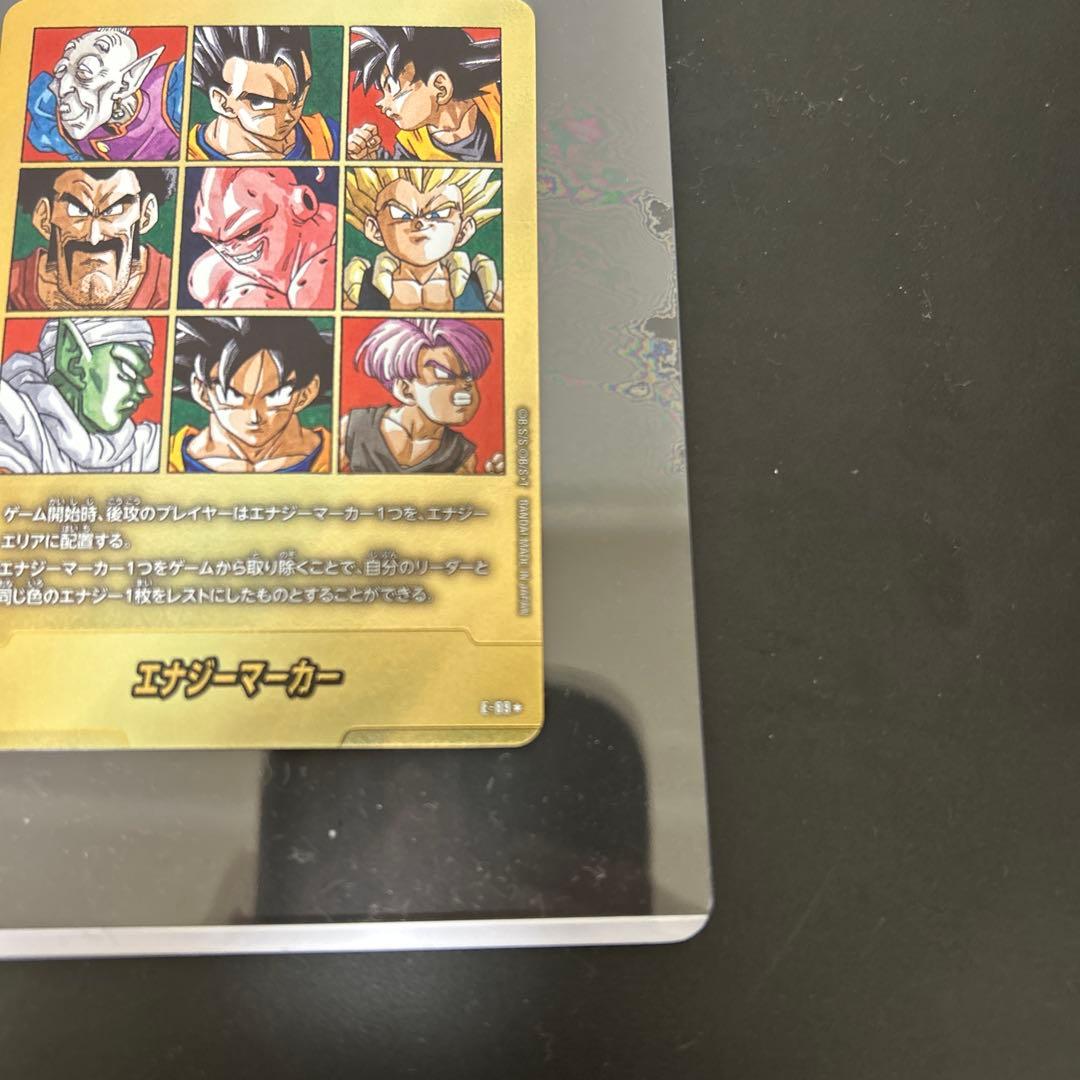 ゲーム開始時、後攻のプレイヤーはエナジーマーカー1つを、エナジー
エリアに配置する。
エナジーマーカー1つをゲームから取り除くことで、自分のリーダーと
同じ色のエナジー1枚をレストにしたものとすることができる。
©B.S/S ©B/S・T BANDAI MADE IN JAPAN
エナジーマーカー